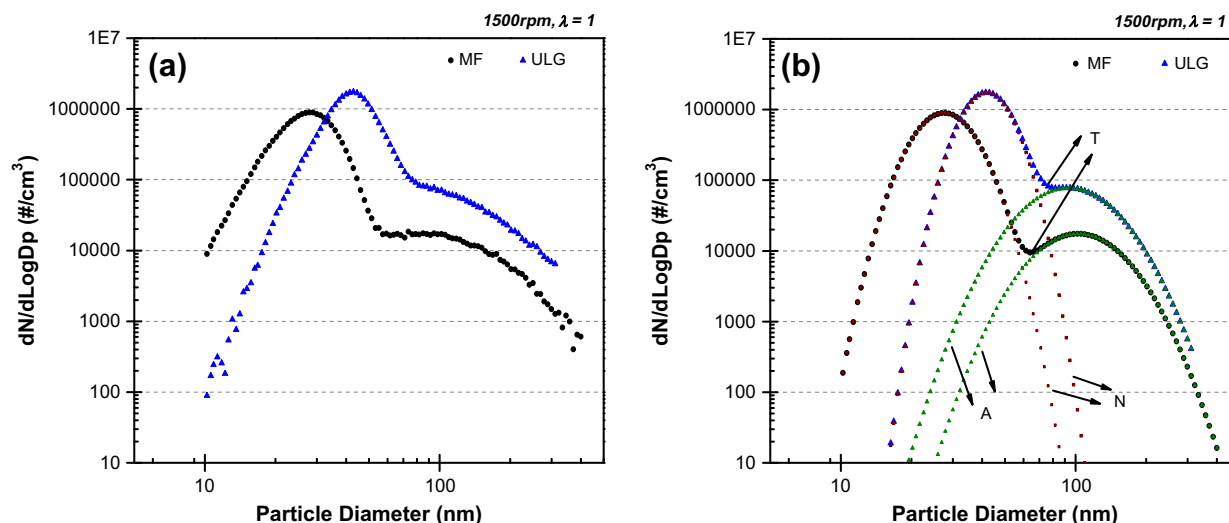 1500rpm, λ = 1
(a)
MF
ULG
1E7
1000000
100000
10000
1000
100
10
dN/dLogDp (#/cm³)
10
100
Particle Diameter (nm)
1500rpm, λ = 1
(b)
MF
ULG
1E7
1000000
100000
10000
1000
100
10
dN/dLogDp (#/cm³)
T
A
N
10
100
Particle Diameter (nm)